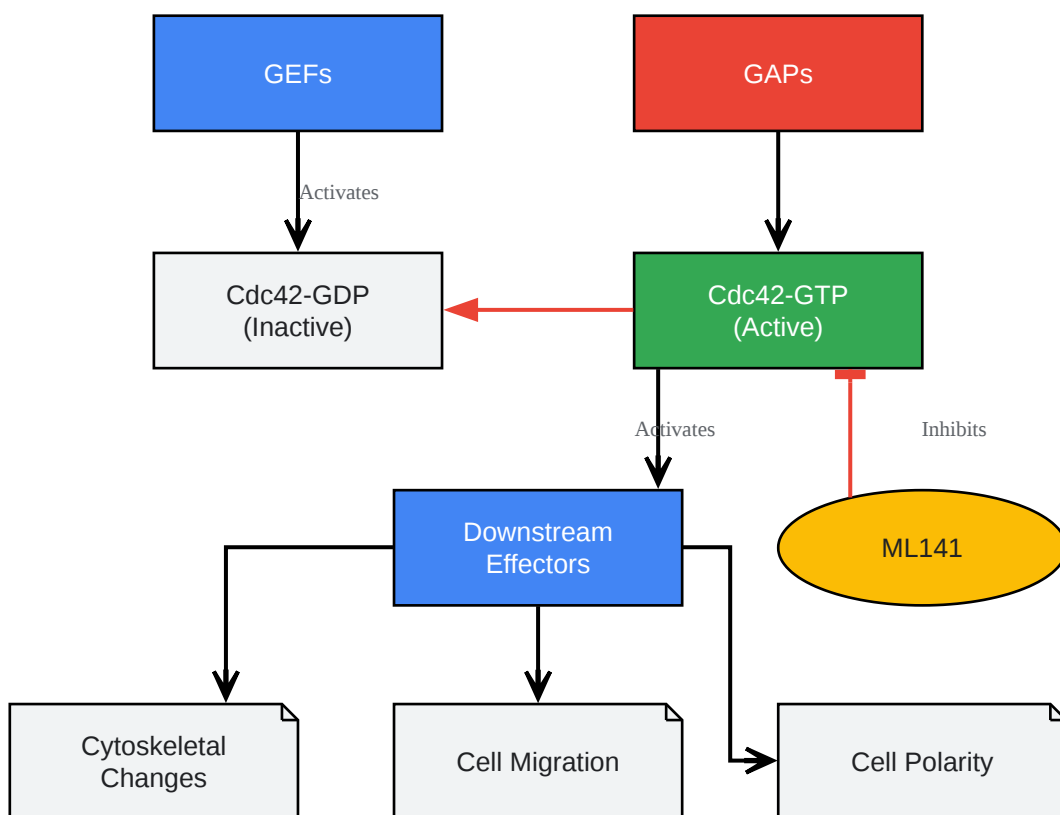 GEFs
GAPs
Activates
Cdc42-GDP
(Inactive)
Cdc42-GTP
(Active)
Activates
Inhibits
Downstream
Effectors
ML141
Cytoskeletal
Changes
Cell Migration
Cell Polarity